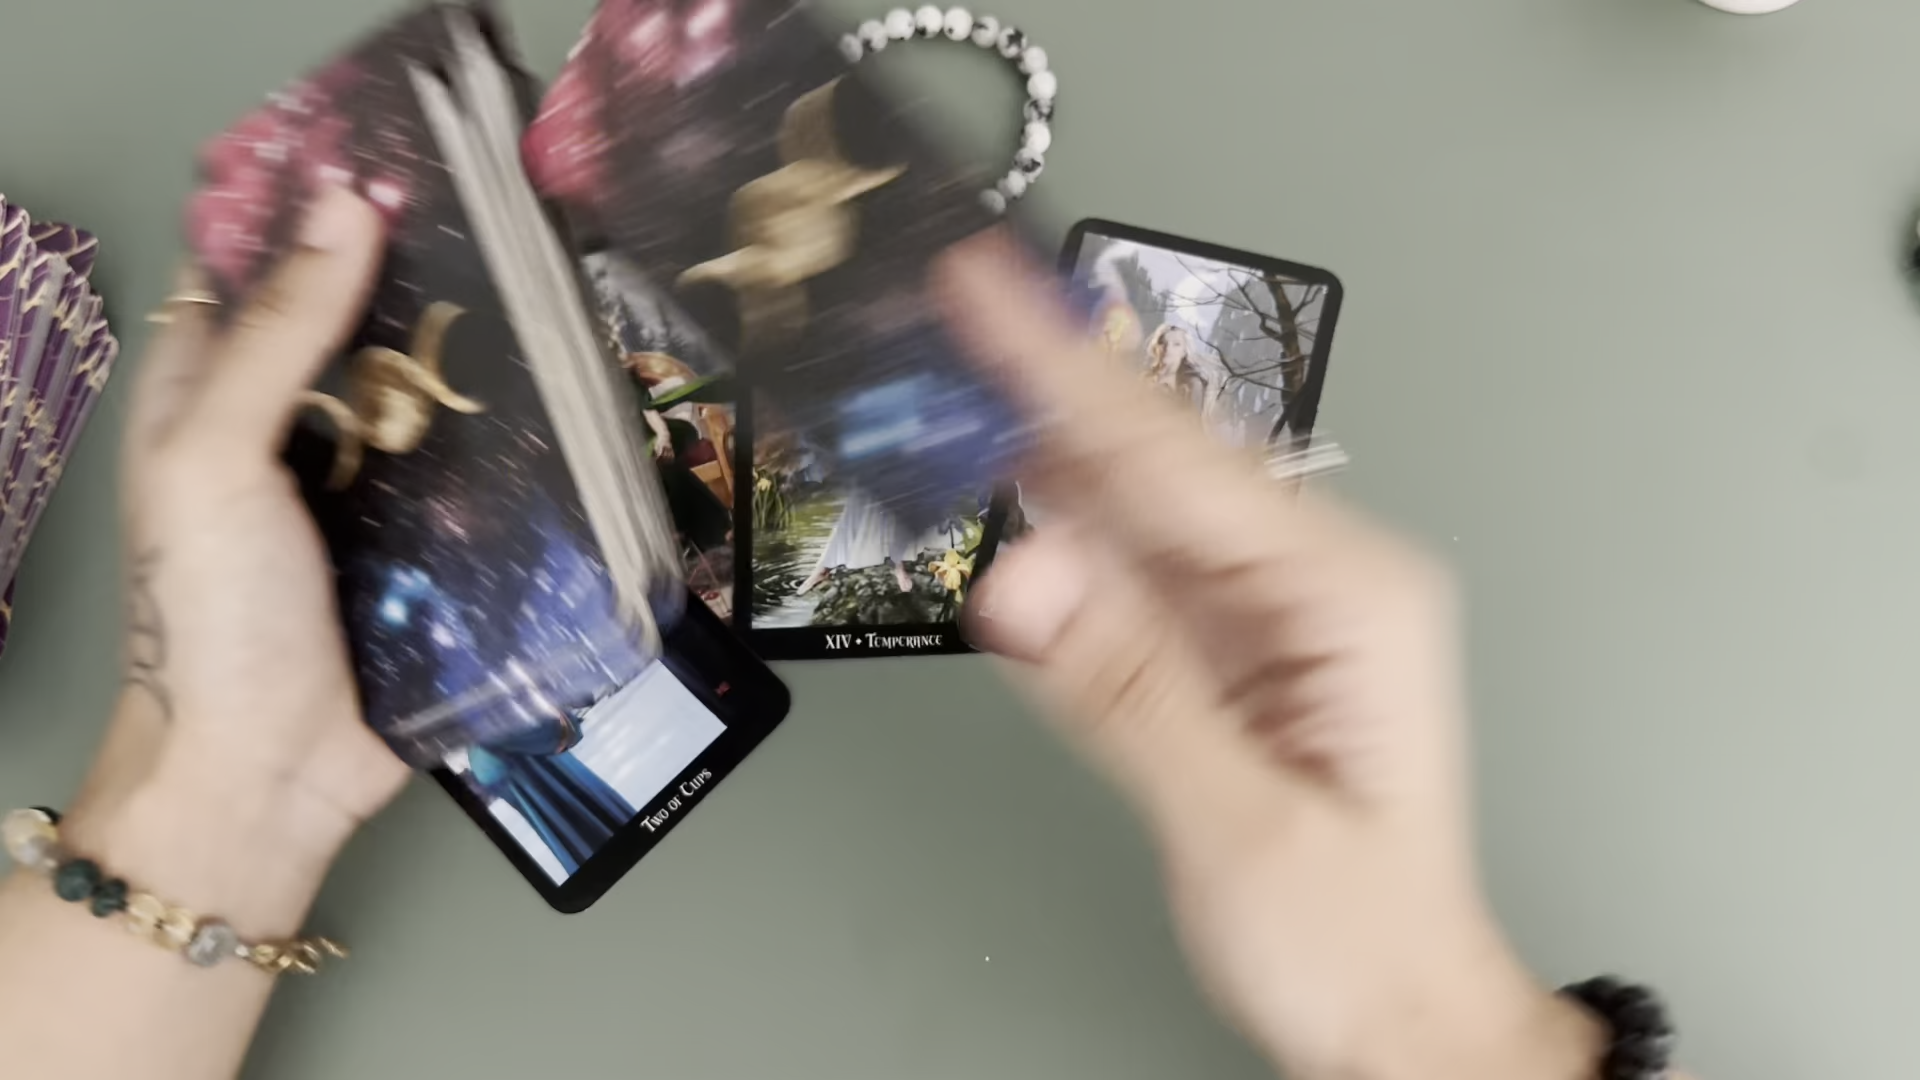 XIV • Temperance
Two of Cups